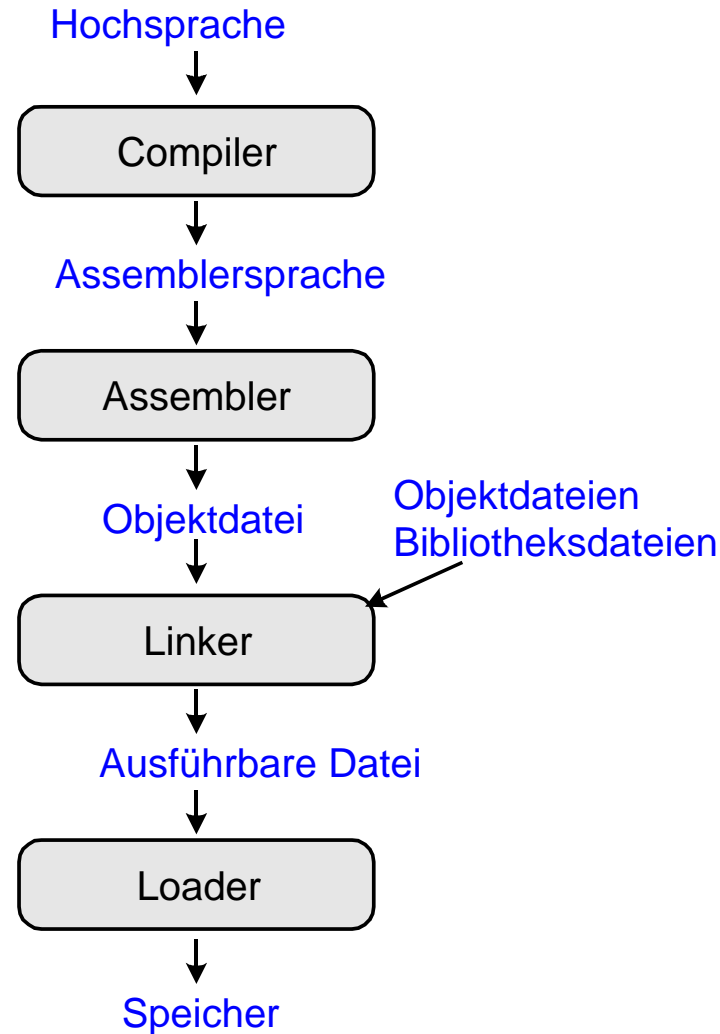 Hochsprache
Compiler
Assemblersprache
Assembler
Objektdatei
Objektdateien
Bibliotheksdateien
Linker
Ausführbare Datei
Loader
Speicher